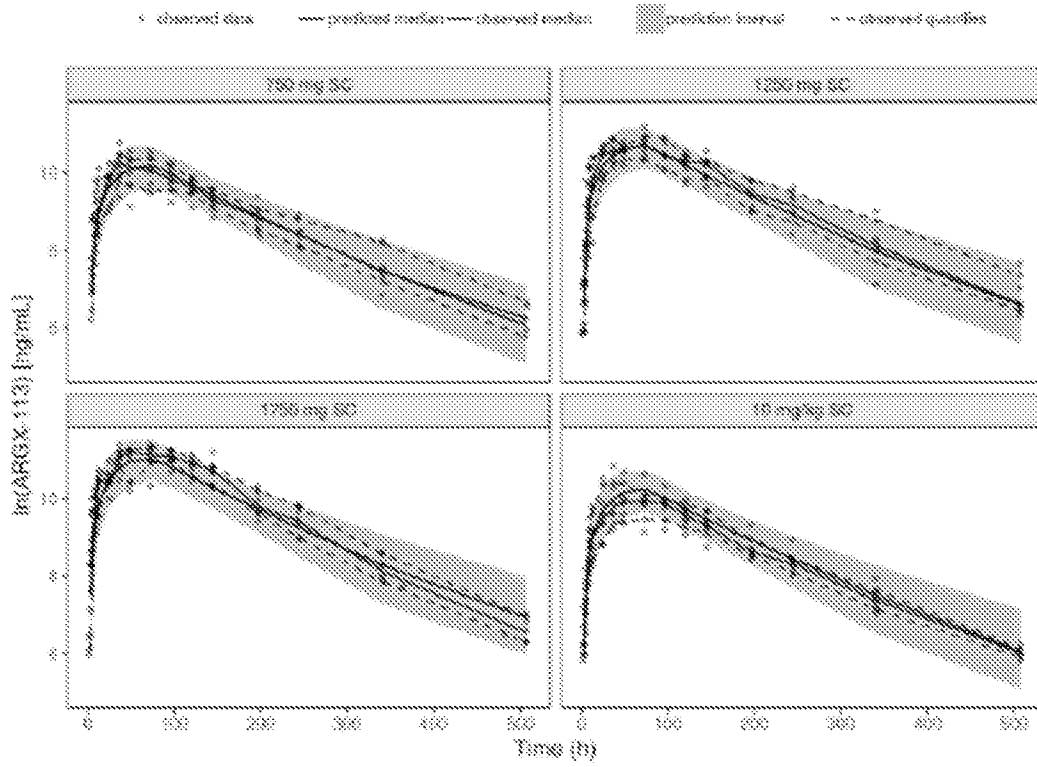 observed data predicted median observed median prediction interval observed quantiles
750 mg SC
1250 mg SC
10
8
6
1750 mg SC
10 mg/kg SC
10
8
6
ln(ARGX-113) [ng/mL]
0 100 200 300 400 500
0 100 200 300 400 500
Time (h)